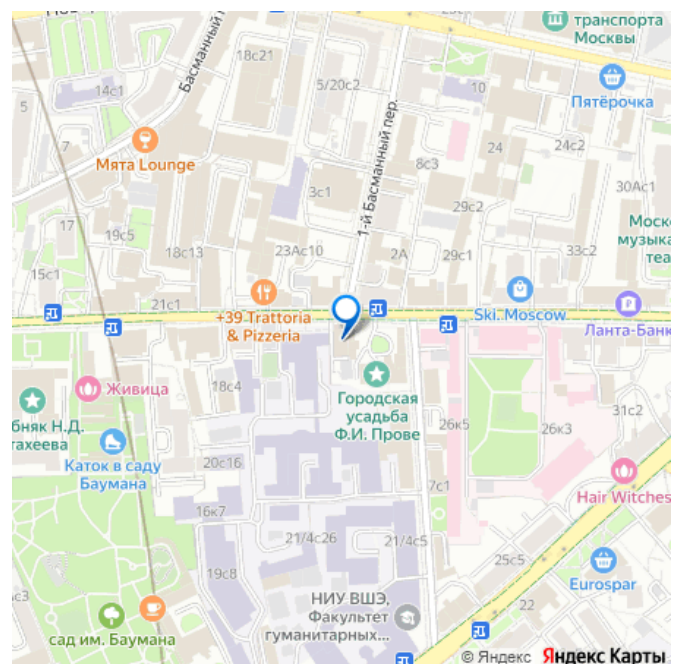 транспорта
Москвы
Басманный п
18с21
14с1
5/20с2
10
Пятёрочка
5
7
Мята Lounge
1-й Басманный пер.
8с3
24
24с2
3с1
29с2
30Ас1
17
19с5
Моск
музыка
теа
18с13
23Ас10
2А
29с1
33с2
15с1
21с1
+39 Trattoria
& Pizzeria
Ski. Moscow
Ланта-Банк
Живица
18с4
Городская
усадьба
Ф.И. Прове
бняк Н.Д.
тахеева
26к5
26к3
31с2
Каток в саду
Баумана
20с16
7с1
Hair Witches
16к7
21/4с26
21/4с5
25с5
19с8
Eurospar
НИУ ВШЭ,
Факультет
гуманитарных...
22
сад им. Баумана
© Яндекс Яндекс Карты